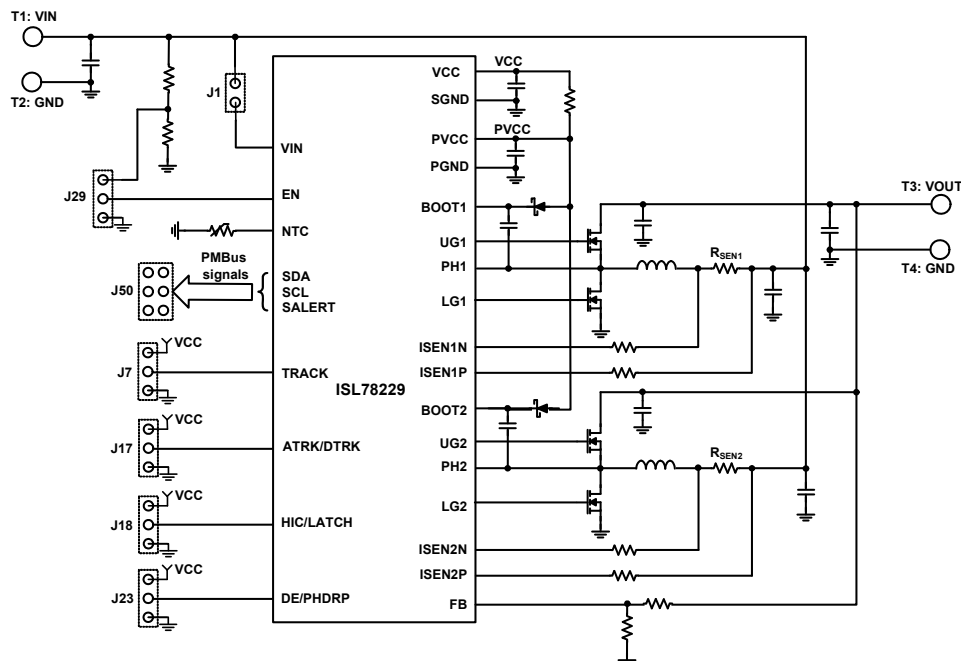 T1: VIN
T2: GND
J1
VIN
J29
EN
NTC
PMBus
signals
J50
SDA
SCL
SALERT
VCC
J7
TRACK
VCC
J17
ATRK/DTRK
VCC
J18
HIC/LATCH
VCC
J23
DE/PHDRP
ISL78229
VCC
VCC
SGND
PVCC
PVCC
PGND
BOOT1
UG1
PH1
LG1
ISEN1N
ISEN1P
BOOT2
UG2
PH2
LG2
ISEN2N
ISEN2P
FB
RSEN1
RSEN2
T3: VOUT
T4: GND